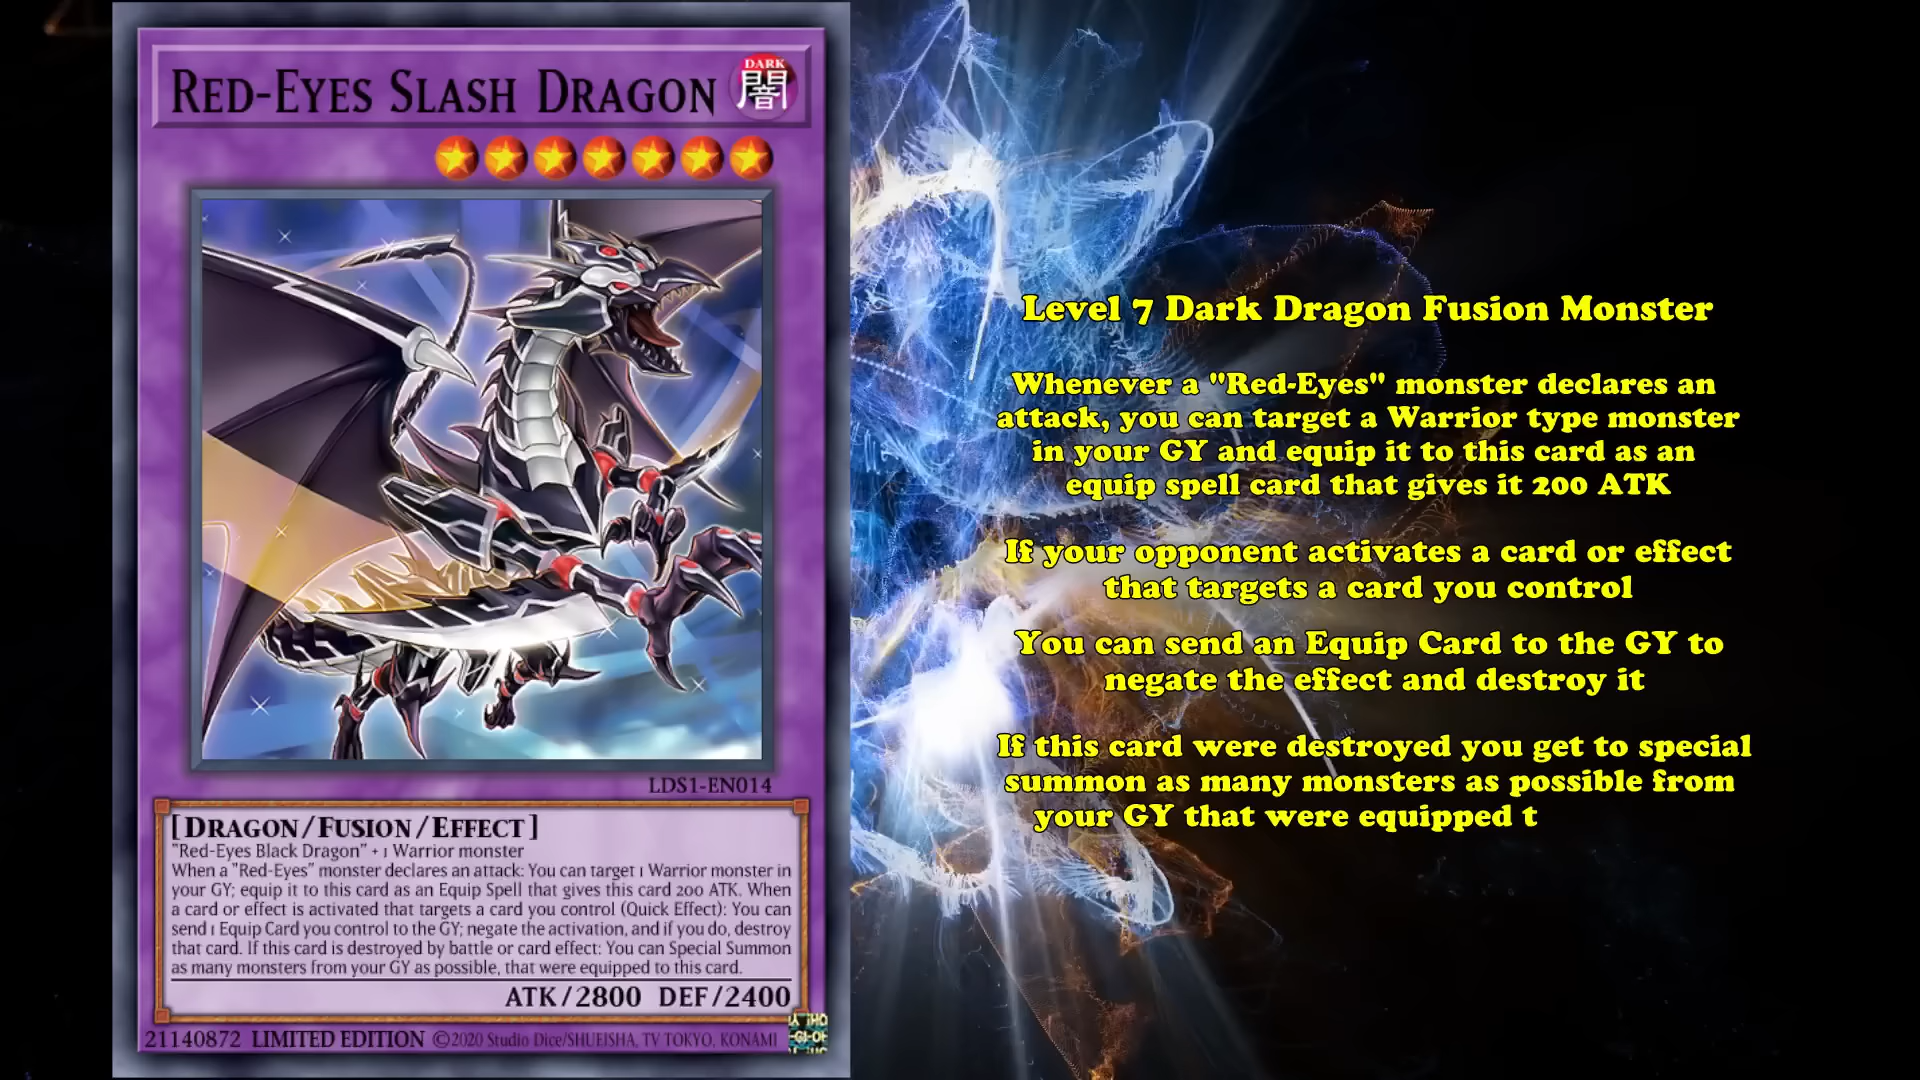 RED-EYES SLASH DRAGON
DARK
闇
LDS1-EN014
[DRAGON/FUSION/EFFECT]
"Red-Eyes Black Dragon" + 1 Warrior monster
When a "Red-Eyes" monster declares an attack: You can target 1 Warrior monster in
your GY; equip it to this card as an Equip Spell that gives this card 200 ATK. When
a card or effect is activated that targets a card you control (Quick Effect): You can
send 1 Equip Card you control to the GY; negate the activation, and if you do, destroy
that card. If this card is destroyed by battle or card effect: You can Special Summon
as many monsters from your GY as possible, that were equipped to this card.
ATK/2800 DEF/2400
21140872 LIMITED EDITION ©2020 Studio Dice/SHUEISHA, TV TOKYO, KONAMI
Level 7 Dark Dragon Fusion Monster
Whenever a "Red-Eyes" monster declares an
attack, you can target a Warrior type monster
in your GY and equip it to this card as an
equip spell card that gives it 200 ATK
If your opponent activates a card or effect
that targets a card you control
You can send an Equip Card to the GY to
negate the effect and destroy it
If this card were destroyed you get to special
summon as many monsters as possible from
your GY that were equipped t